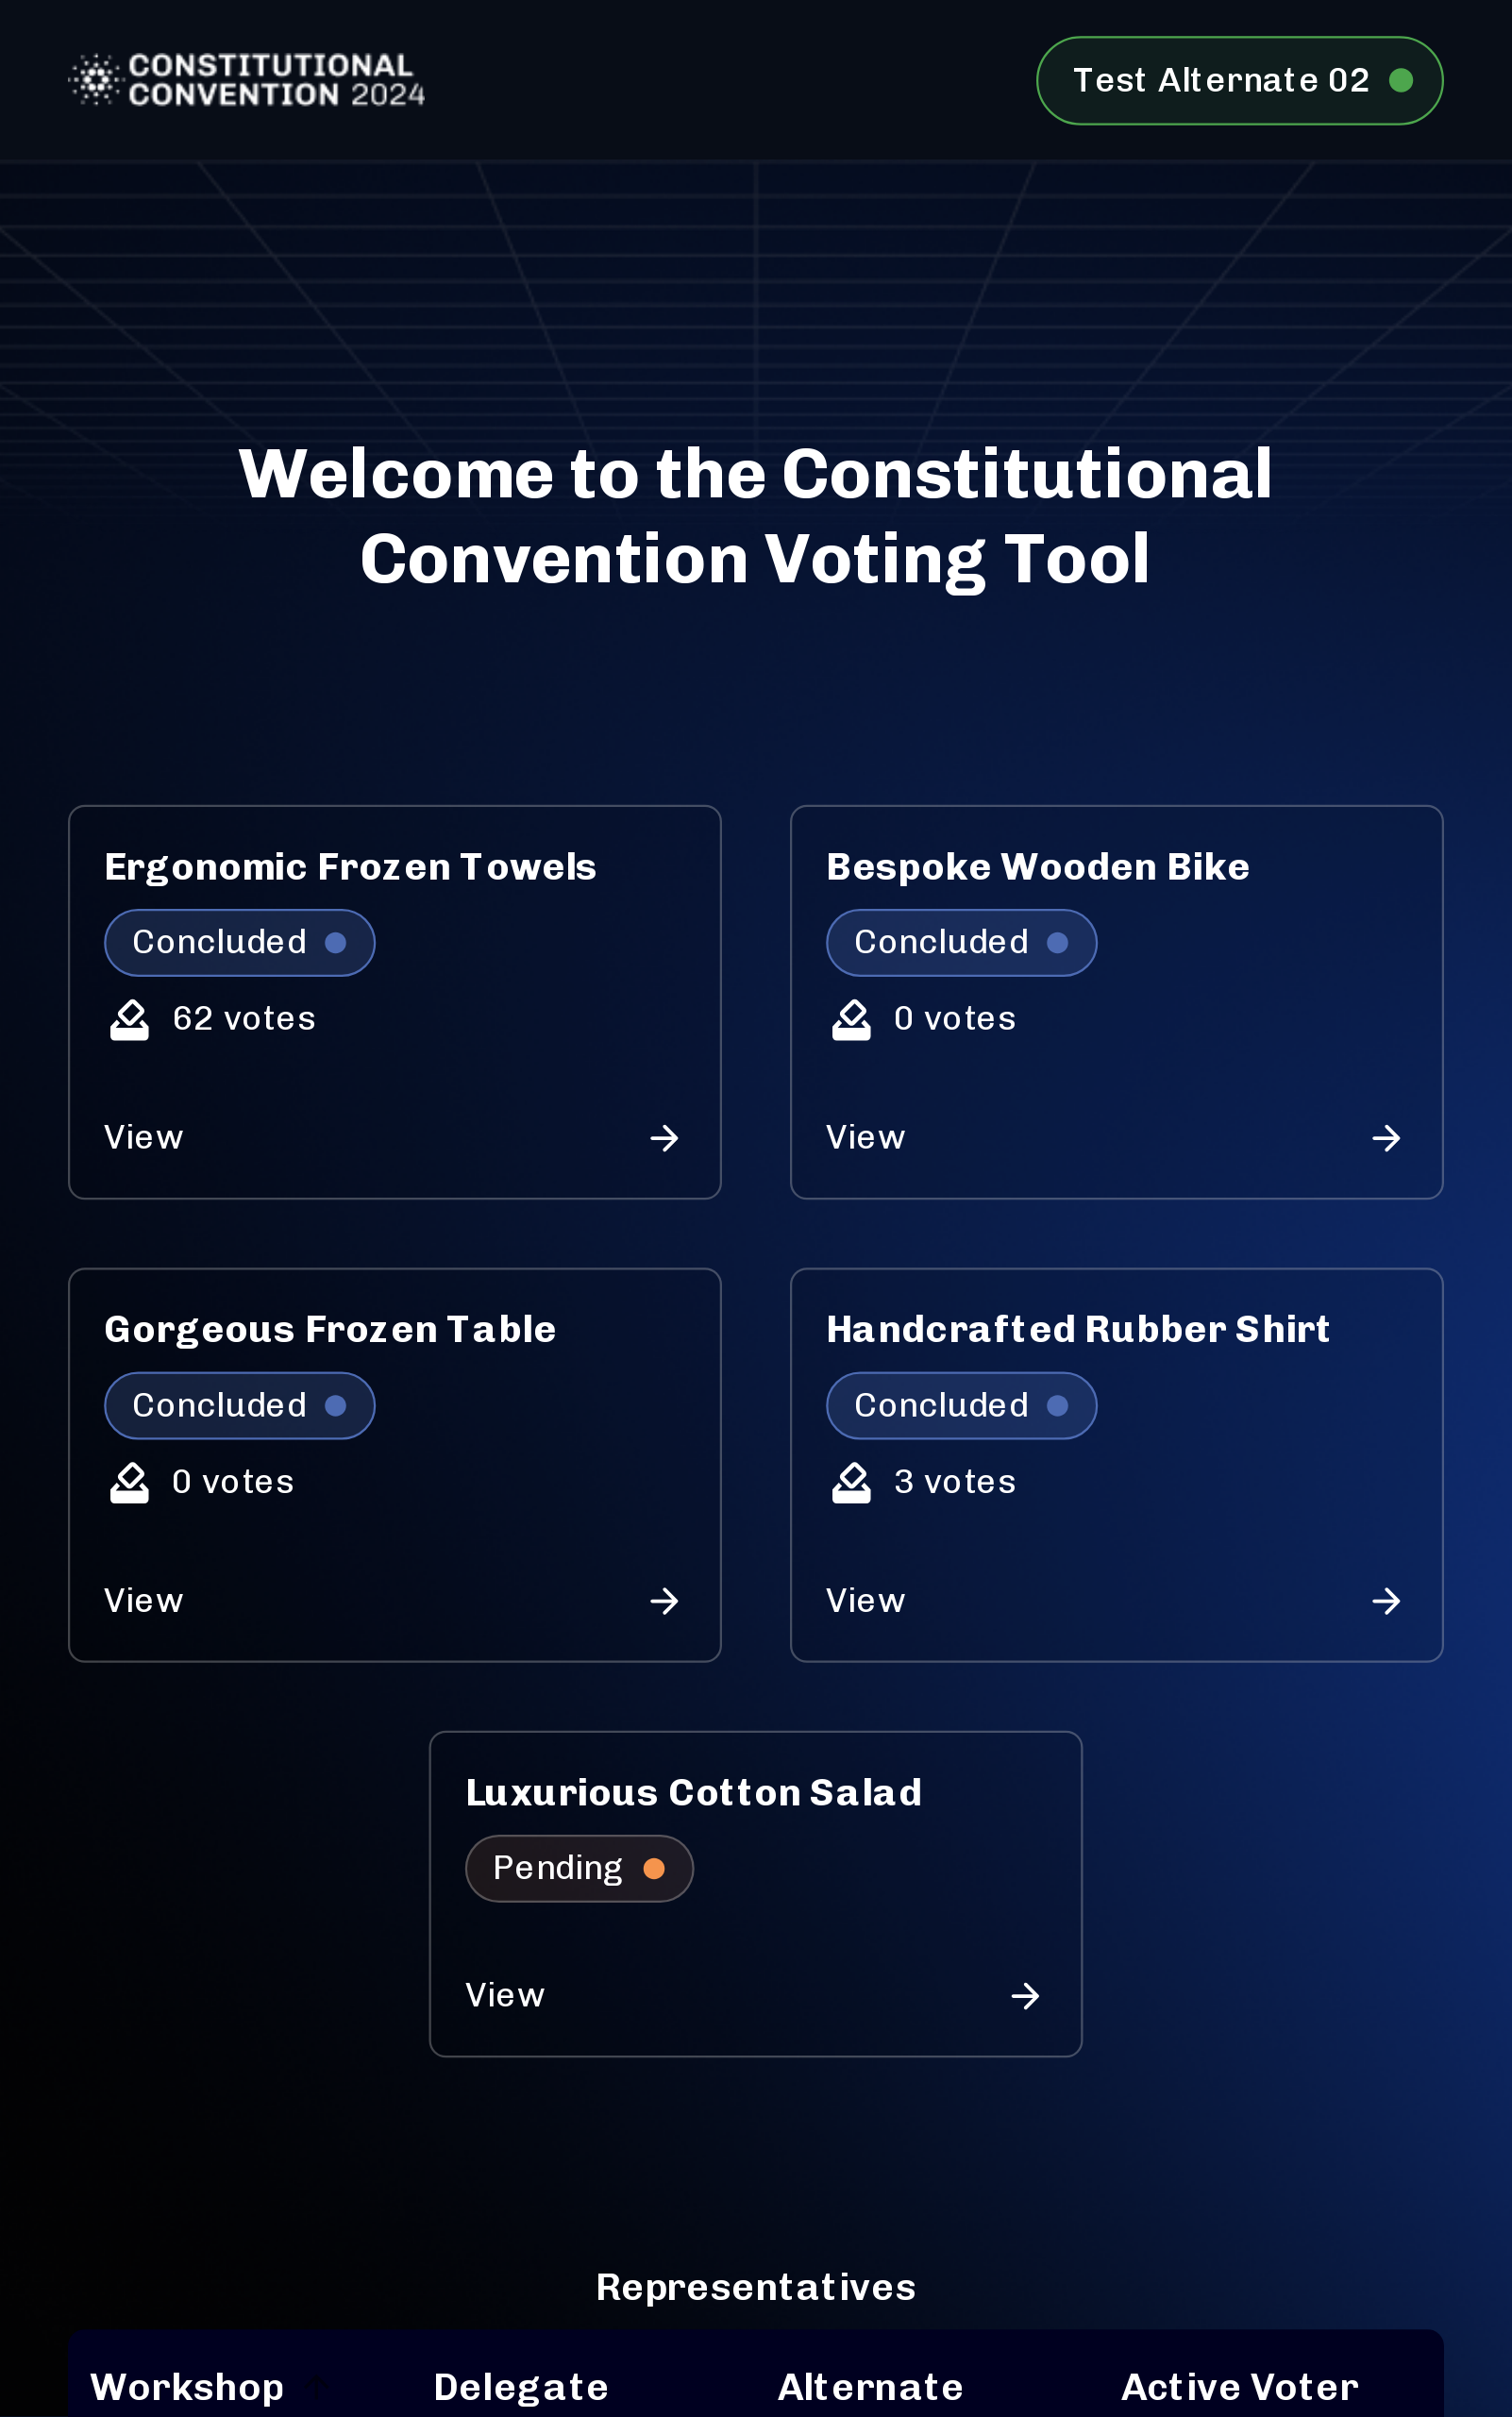 CONSTITUTIONAL
CONVENTION 2024
Test Alternate 02
Welcome to the Constitutional
Convention Voting Tool
Ergonomic Frozen Towels
Concluded
62 votes
View
Bespoke Wooden Bike
Concluded
0 votes
View
Gorgeous Frozen Table
Concluded
0 votes
View
Handcrafted Rubber Shirt
Concluded
3 votes
View
Luxurious Cotton Salad
Pending
View
Representatives
Workshop Delegate Alternate Active Voter